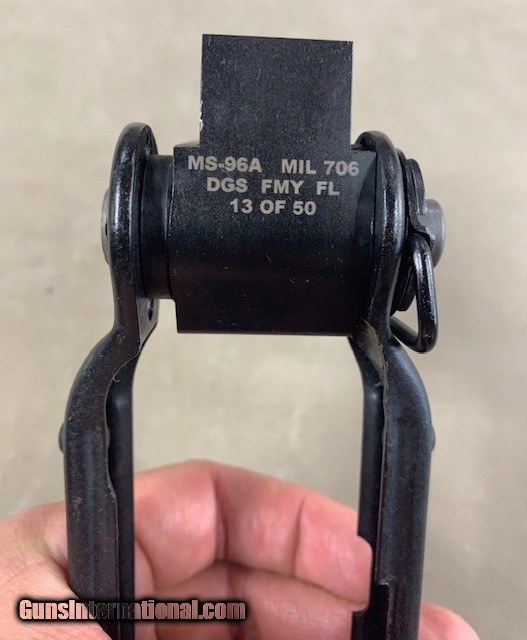 MS-96A MIL 706
DGS FMY FL
13 OF 50
GunsInternational.com